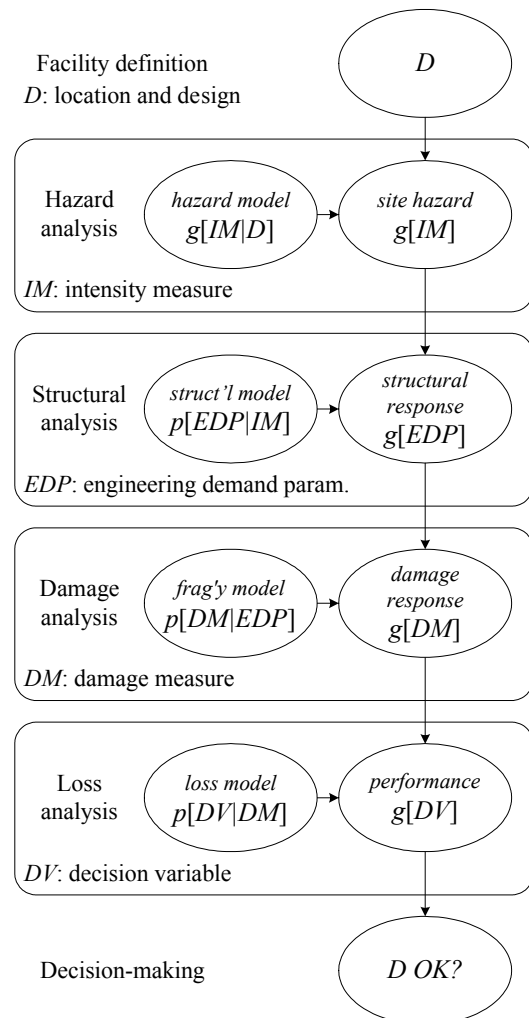 Facility definition
D: location and design
D
Hazard
analysis
hazard model
g[IM|D]
site hazard
g[IM]
IM: intensity measure
Structural
analysis
struct’l model
p[EDP|IM]
structural
response
g[EDP]
EDP: engineering demand param.
Damage
analysis
frag'y model
p[DM|EDP]
damage
response
g[DM]
DM: damage measure
Loss
analysis
loss model
p[DV|DM]
performance
g[DV]
DV: decision variable
Decision-making
D OK?